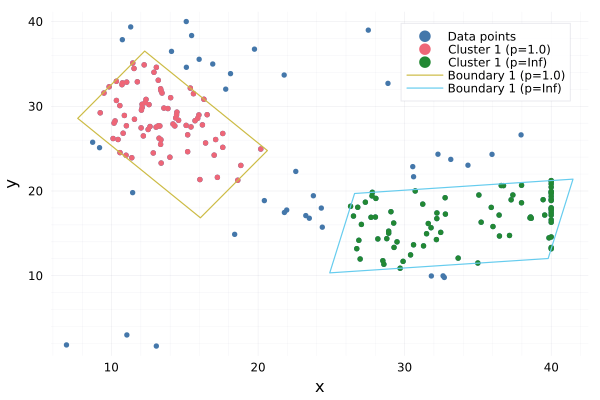 40
Data points
Cluster 1 (p=1.0)
Cluster 1 (p=Inf)
Boundary 1 (p=1.0)
Boundary 1 (p=Inf)
30
y
20
10
10 20 30 40
x